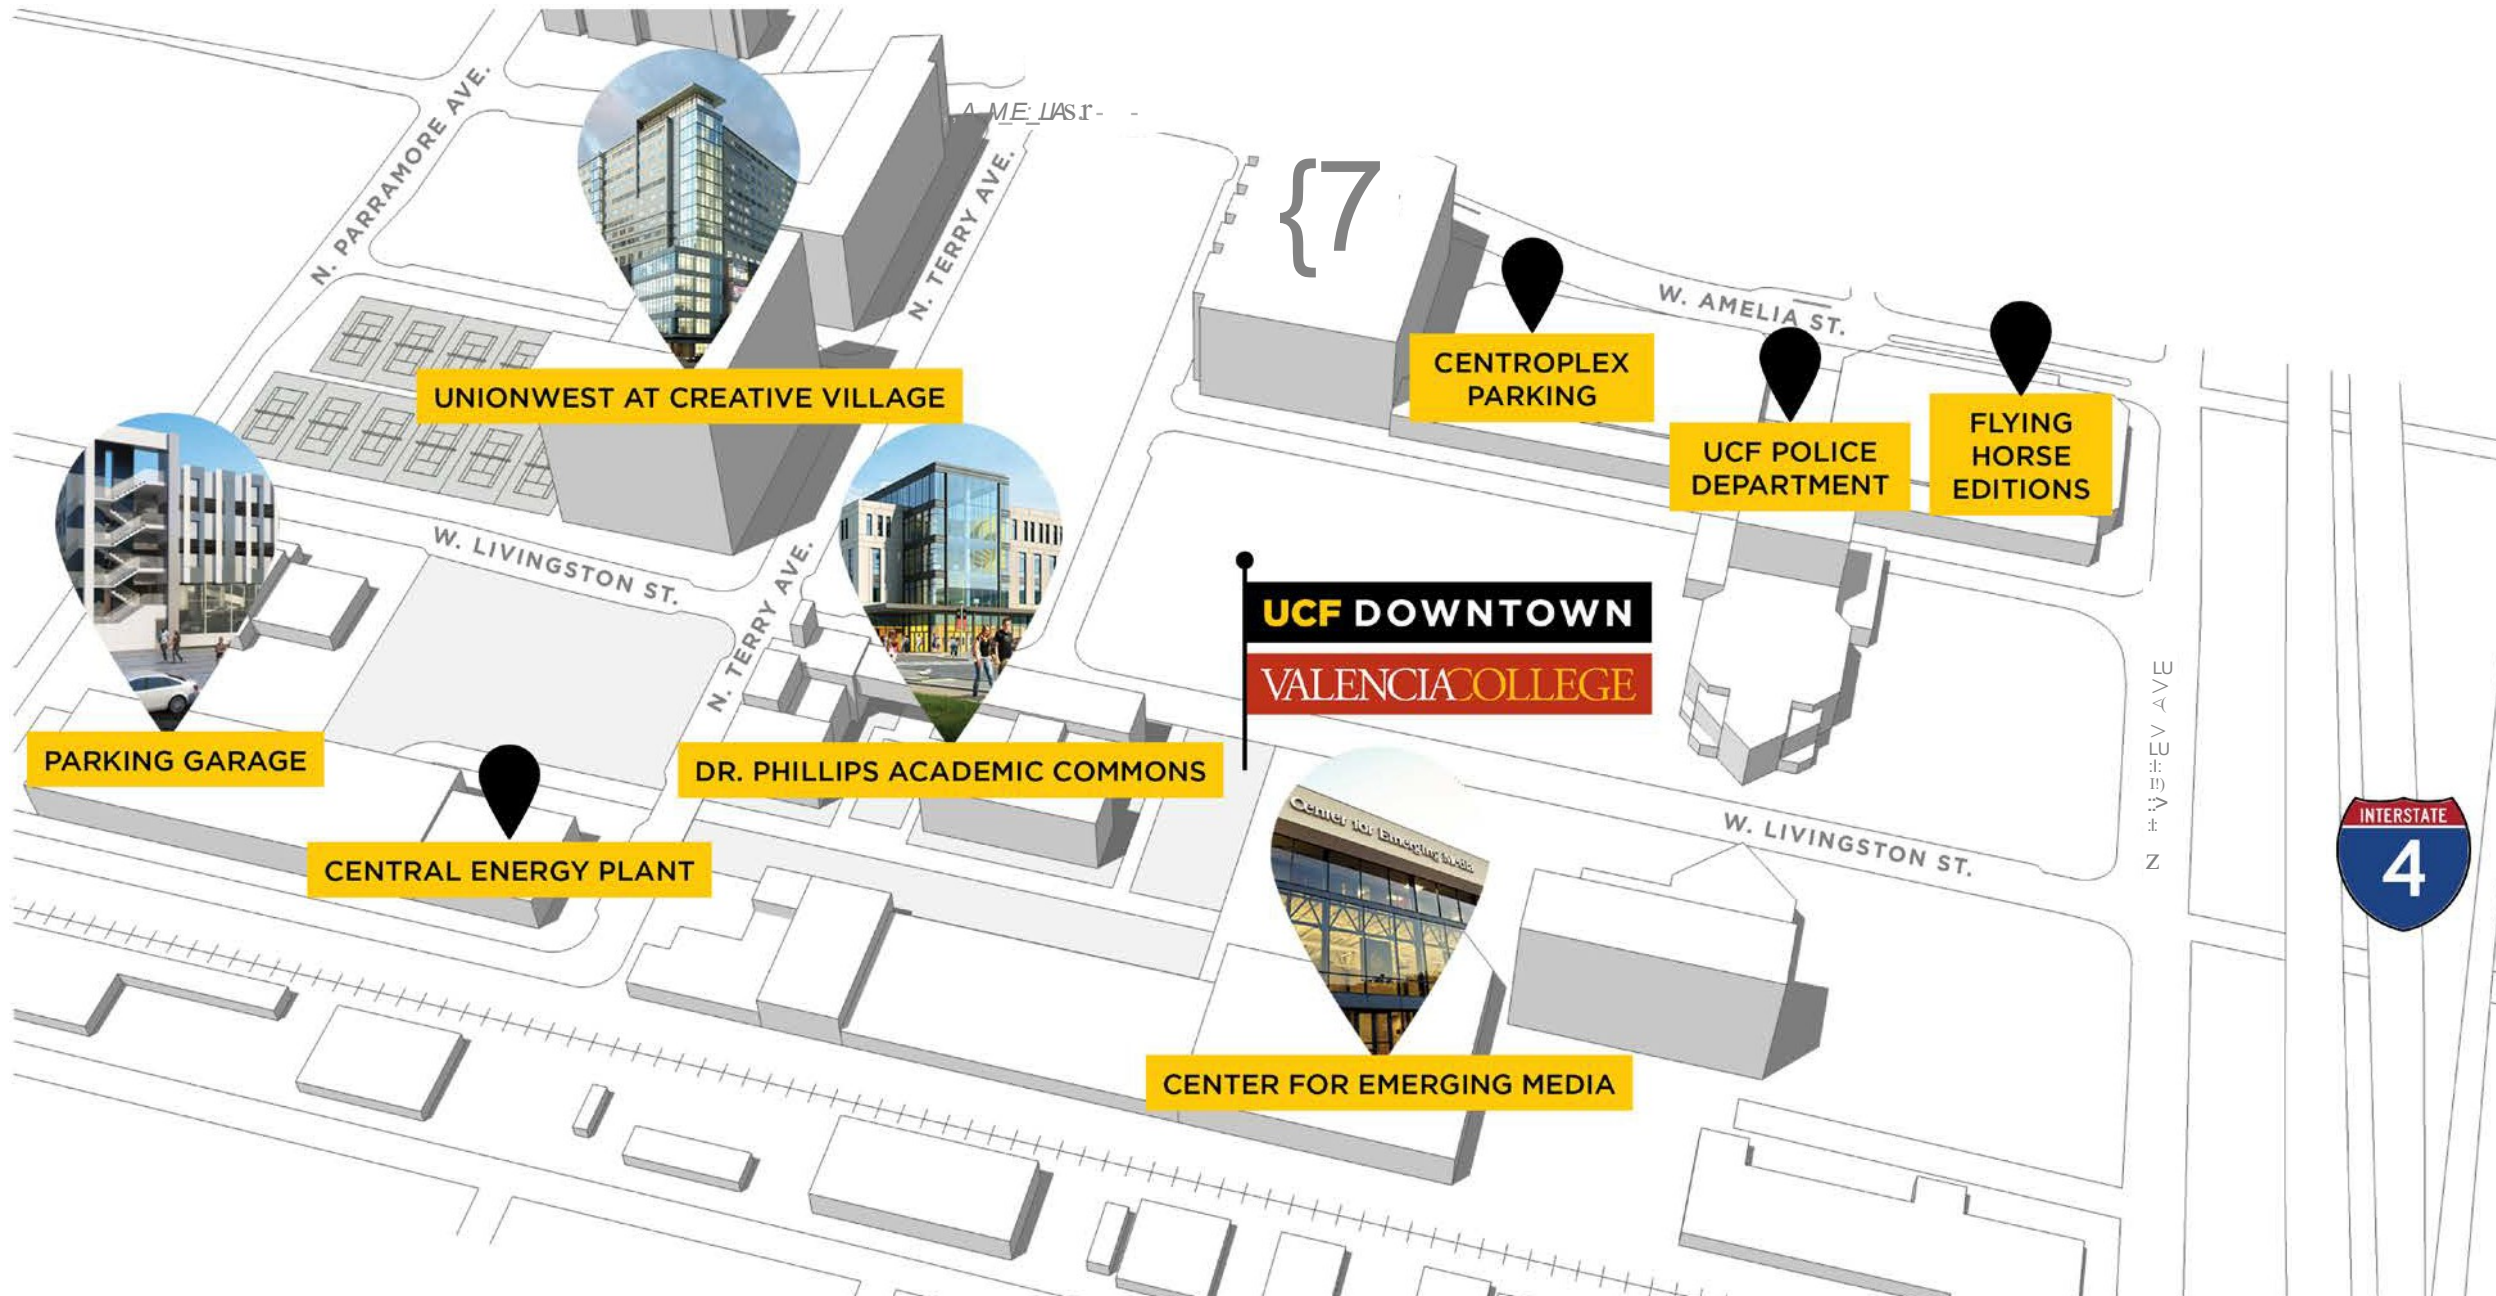 N. PARRAMORE AVE.
N. TERRY AVE.
{7
W. AMELIA ST.
CENTROPLEX
PARKING
UCF POLICE
DEPARTMENT
FLYING
HORSE
EDITIONS
UNIONWEST AT CREATIVE VILLAGE
W. LIVINGSTON ST.
N. TERRY AVE.
UCF DOWNTOWN
VALENCIACOLLEGE
PARKING GARAGE
DR. PHILLIPS ACADEMIC COMMONS
CENTRAL ENERGY PLANT
Center for Emerging Media
W. LIVINGSTON ST.
INTERSTATE
4
CENTER FOR EMERGING MEDIA